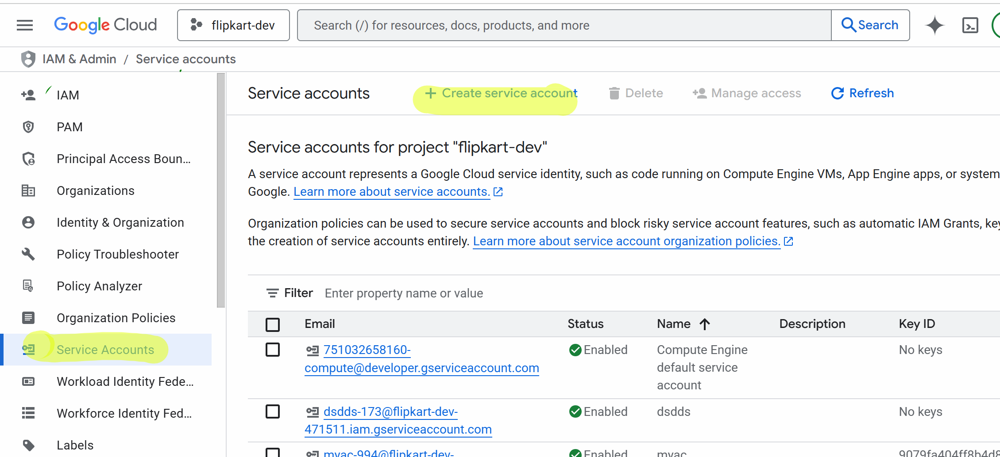 Google Cloud
flipkart-dev
Search (/) for resources, docs, products, and more
Search
IAM & Admin / Service accounts
IAM
PAM
Principal Access Boun...
Organizations
Identity & Organization
Policy Troubleshooter
Policy Analyzer
Organization Policies
Service Accounts
Workload Identity Fede...
Workforce Identity Fed...
Labels
Service accounts
+ Create service account
Delete
Manage access
Refresh
Service accounts for project "flipkart-dev"
A service account represents a Google Cloud service identity, such as code running on Compute Engine VMs, App Engine apps, or system
Google. Learn more about service accounts.
Organization policies can be used to secure service accounts and block risky service account features, such as automatic IAM Grants, key
the creation of service accounts entirely. Learn more about service account organization policies.
Filter Enter property name or value
Email Status Name Description Key ID
751032658160- Enabled Compute Engine No keys
compute@developer.gserviceaccount.com default service
account
dsdds-173@flipkart-dev- Enabled dsdds No keys
471511.iam.gserviceaccount.com
myac-994@flipkart-dev- Enabled myac